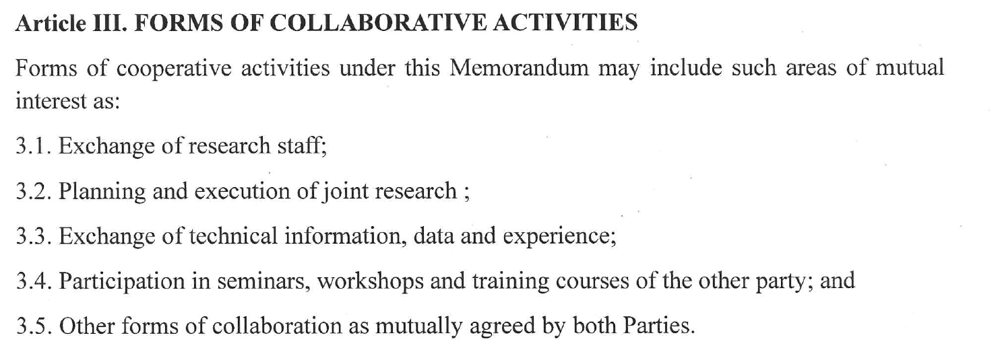 Article III. FORMS OF COLLABORATIVE ACTIVITIES
Forms of cooperative activities under this Memorandum may include such areas of mutual
interest as:
3.1. Exchange of research staff;
3.2. Planning and execution of joint research ;
3.3. Exchange of technical information, data and experience;
3.4. Participation in seminars, workshops and training courses of the other party; and
3.5. Other forms of collaboration as mutually agreed by both Parties.